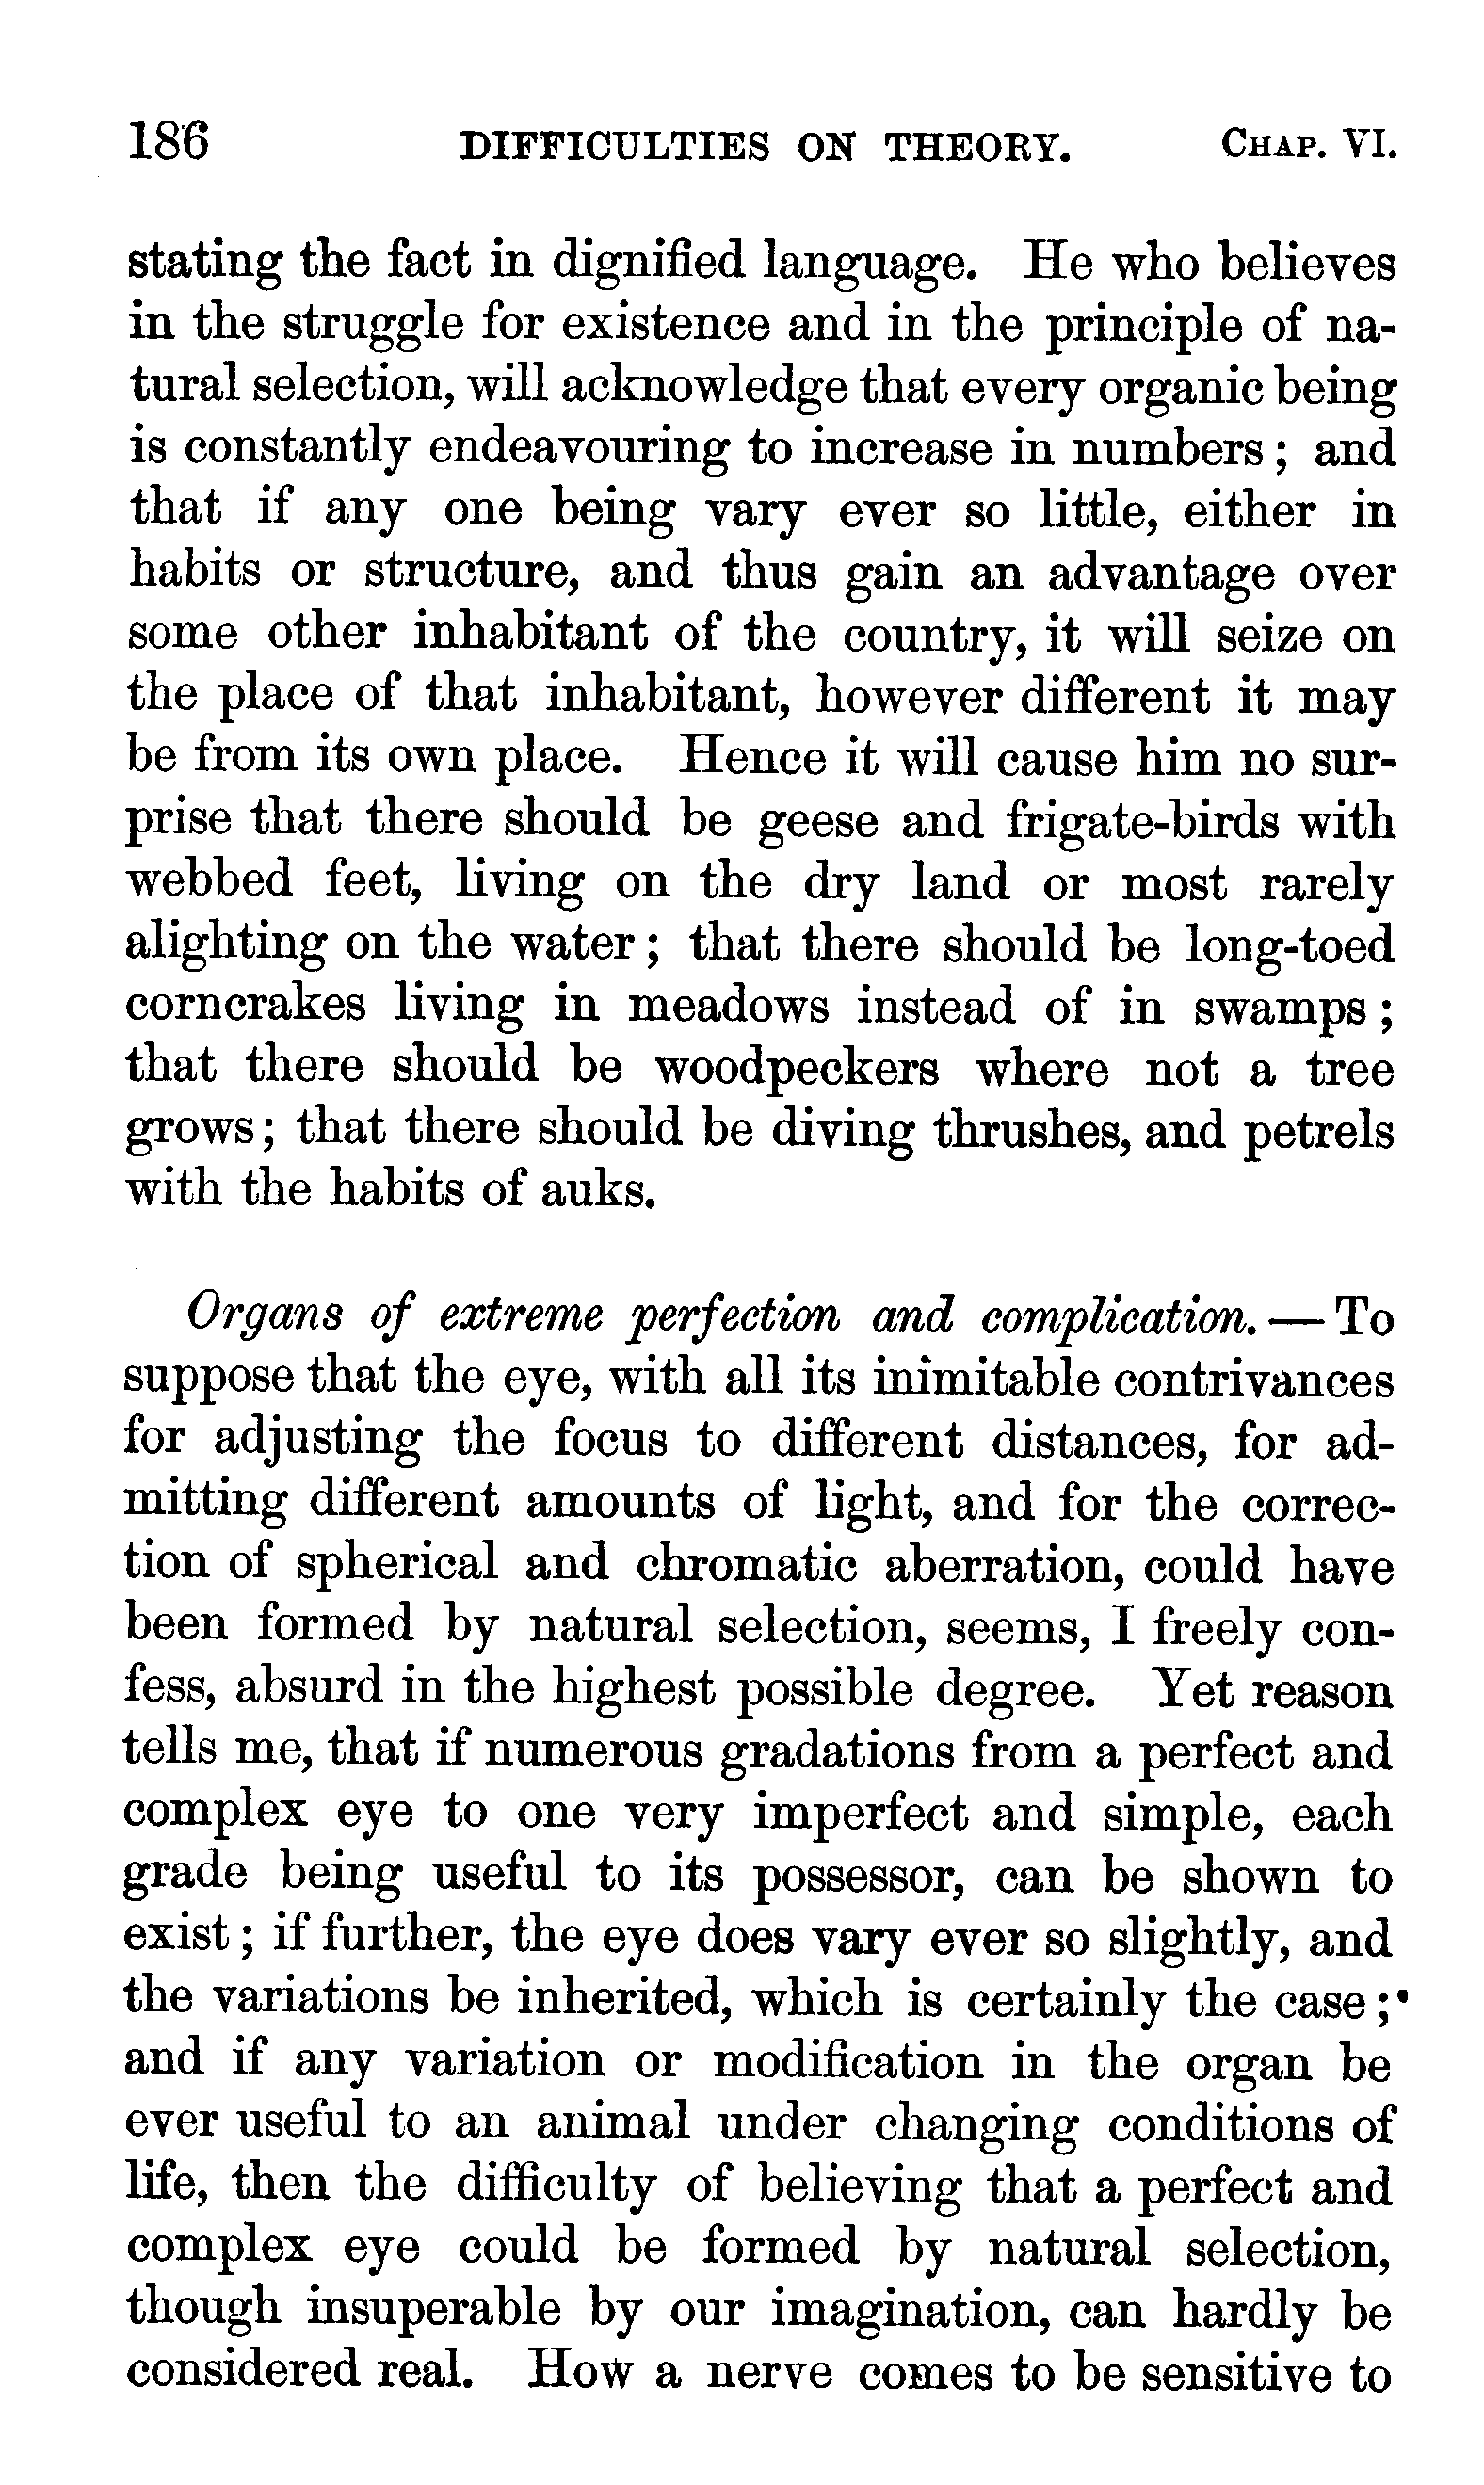 186 DIFFICULTIES ON THEORY. CHAP. VI.
stating the fact in dignified language. He who believes
in the struggle for existence and in the principle of na-
tural selection, will acknowledge that every organic being
is constantly endeavouring to increase in numbers; and
that if any one being vary ever so little, either in
habits or structure, and thus gain an advantage over
some other inhabitant of the country, it will seize on
the place of that inhabitant, however different it may
be from its own place. Hence it will cause him no sur-
prise that there should be geese and frigate-birds with
webbed feet, living on the dry land or most rarely
alighting on the water; that there should be long-toed
corncrakes living in meadows instead of in swamps;
that there should be woodpeckers where not a tree
grows; that there should be diving thrushes, and petrels
with the habits of auks.
Organs of extreme perfection and complication.—To
suppose that the eye, with all its inimitable contrivances
for adjusting the focus to different distances, for ad-
mitting different amounts of light, and for the correc-
tion of spherical and chromatic aberration, could have
been formed by natural selection, seems, I freely con-
fess, absurd in the highest possible degree. Yet reason
tells me, that if numerous gradations from a perfect and
complex eye to one very imperfect and simple, each
grade being useful to its possessor, can be shown to
exist; if further, the eye does vary ever so slightly, and
the variations be inherited, which is certainly the case;
and if any variation or modification in the organ be
ever useful to an animal under changing conditions of
life, then the difficulty of believing that a perfect and
complex eye could be formed by natural selection,
though insuperable by our imagination, can hardly be
considered real. How a nerve comes to be sensitive to